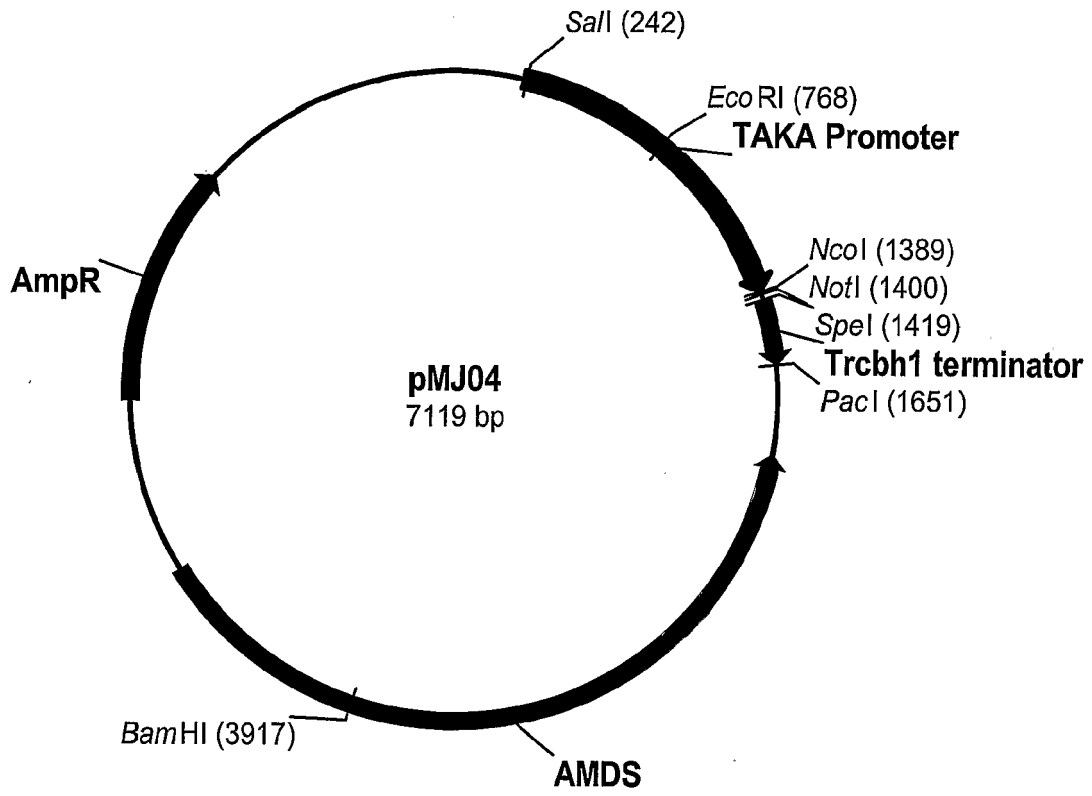 SalI (242)
EcoRI (768)
TAKA Promoter
NcoI (1389)
NotI (1400)
SpeI (1419)
Trcbh1 terminator
PacI (1651)
AmpR
pMJ04
7119 bp
BamHI (3917)
AMDS